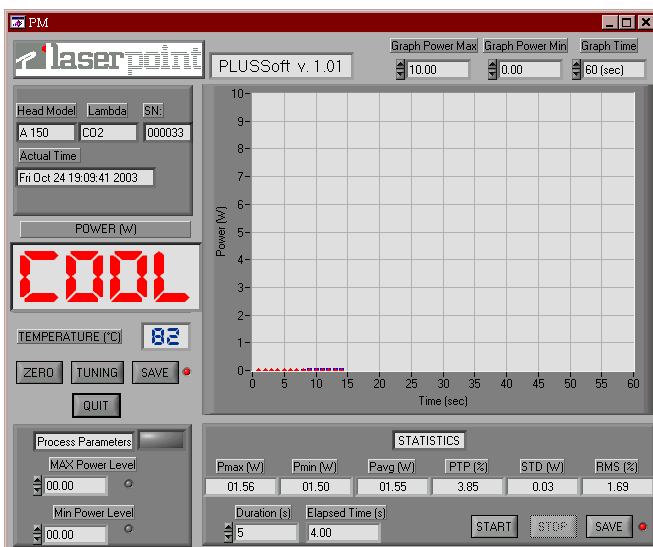 PM
laserpoint
PLUSSoft v. 1.01
Graph Power Max Graph Power Min Graph Time
10.00 0.00 60 (sec)
Head Model Lambda SN:
A 150 CO2 000033
Actual Time
Fri Oct 24 19:09:41 2003
POWER (W)
COOL
TEMPERATURE (°C) 82
ZERO TUNING SAVE
QUIT
Power (W)
10
9
8
7
6
5
4
3
2
1
0
0 5 10 15 20 25 30 35 40 45 50 55 60
Time (sec)
Process Parameters
MAX Power Level
00.00
Min Power Level
00.00
STATISTICS
Pmax (W) Pmin (W) Pavg (W) PTP (%) STD (W) RMS (%)
01.56 01.50 01.55 3.85 0.03 1.69
Duration (s) Elapsed Time (s)
5 4.00
START STOP SAVE